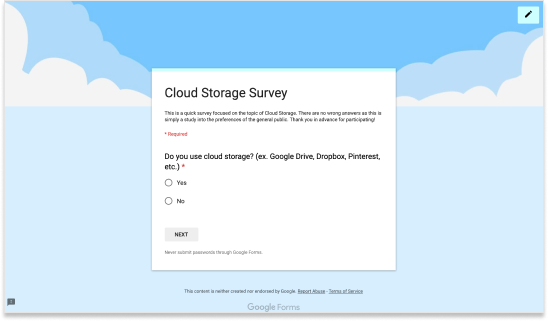 Cloud Storage Survey
This is a quick survey focused on the topic of Cloud Storage. There are no wrong answers as this is
simply a study into the preferences of the general public. Thank you in advance for participating!
* Required
Do you use cloud storage? (ex. Google Drive, Dropbox, Pinterest,
etc.) *
Yes
No
NEXT
Never submit passwords through Google Forms.
This content is neither created nor endorsed by Google. Report Abuse - Terms of Service
Google Forms